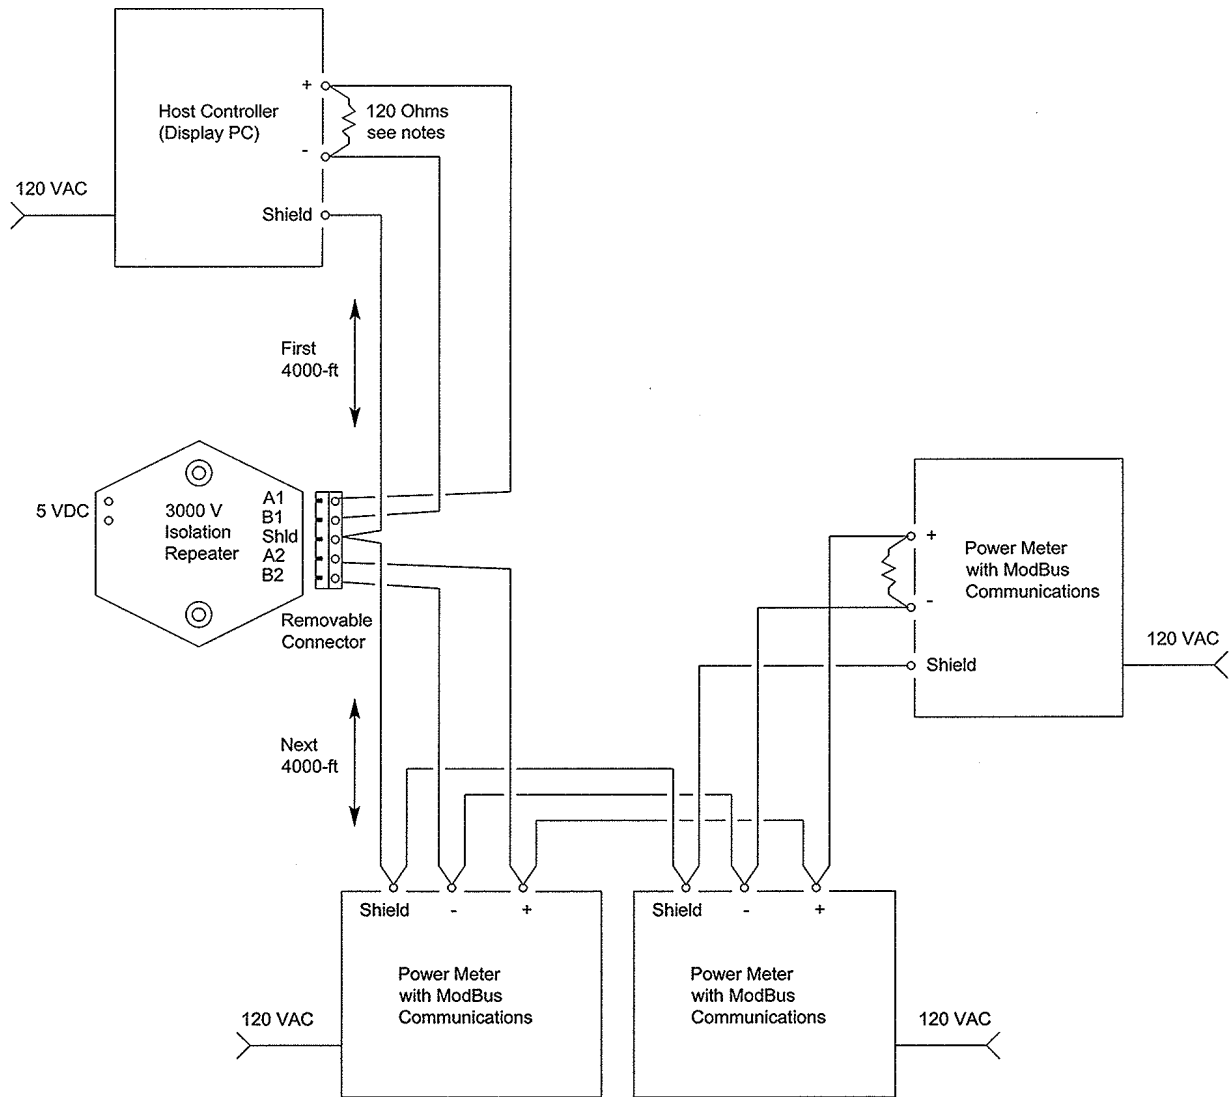 +
Host Controller
(Display PC)
120 Ohms
see notes
-
120 VAC
Shield
First
4000-ft
5 VDC
3000 V
Isolation
Repeater
A1
B1
Shld
A2
B2
Removable
Connector
+
Power Meter
with ModBus
Communications
-
Shield
120 VAC
Next
4000-ft
Shield - +
Power Meter
with ModBus
Communications
120 VAC
Shield - +
Power Meter
with ModBus
Communications
120 VAC